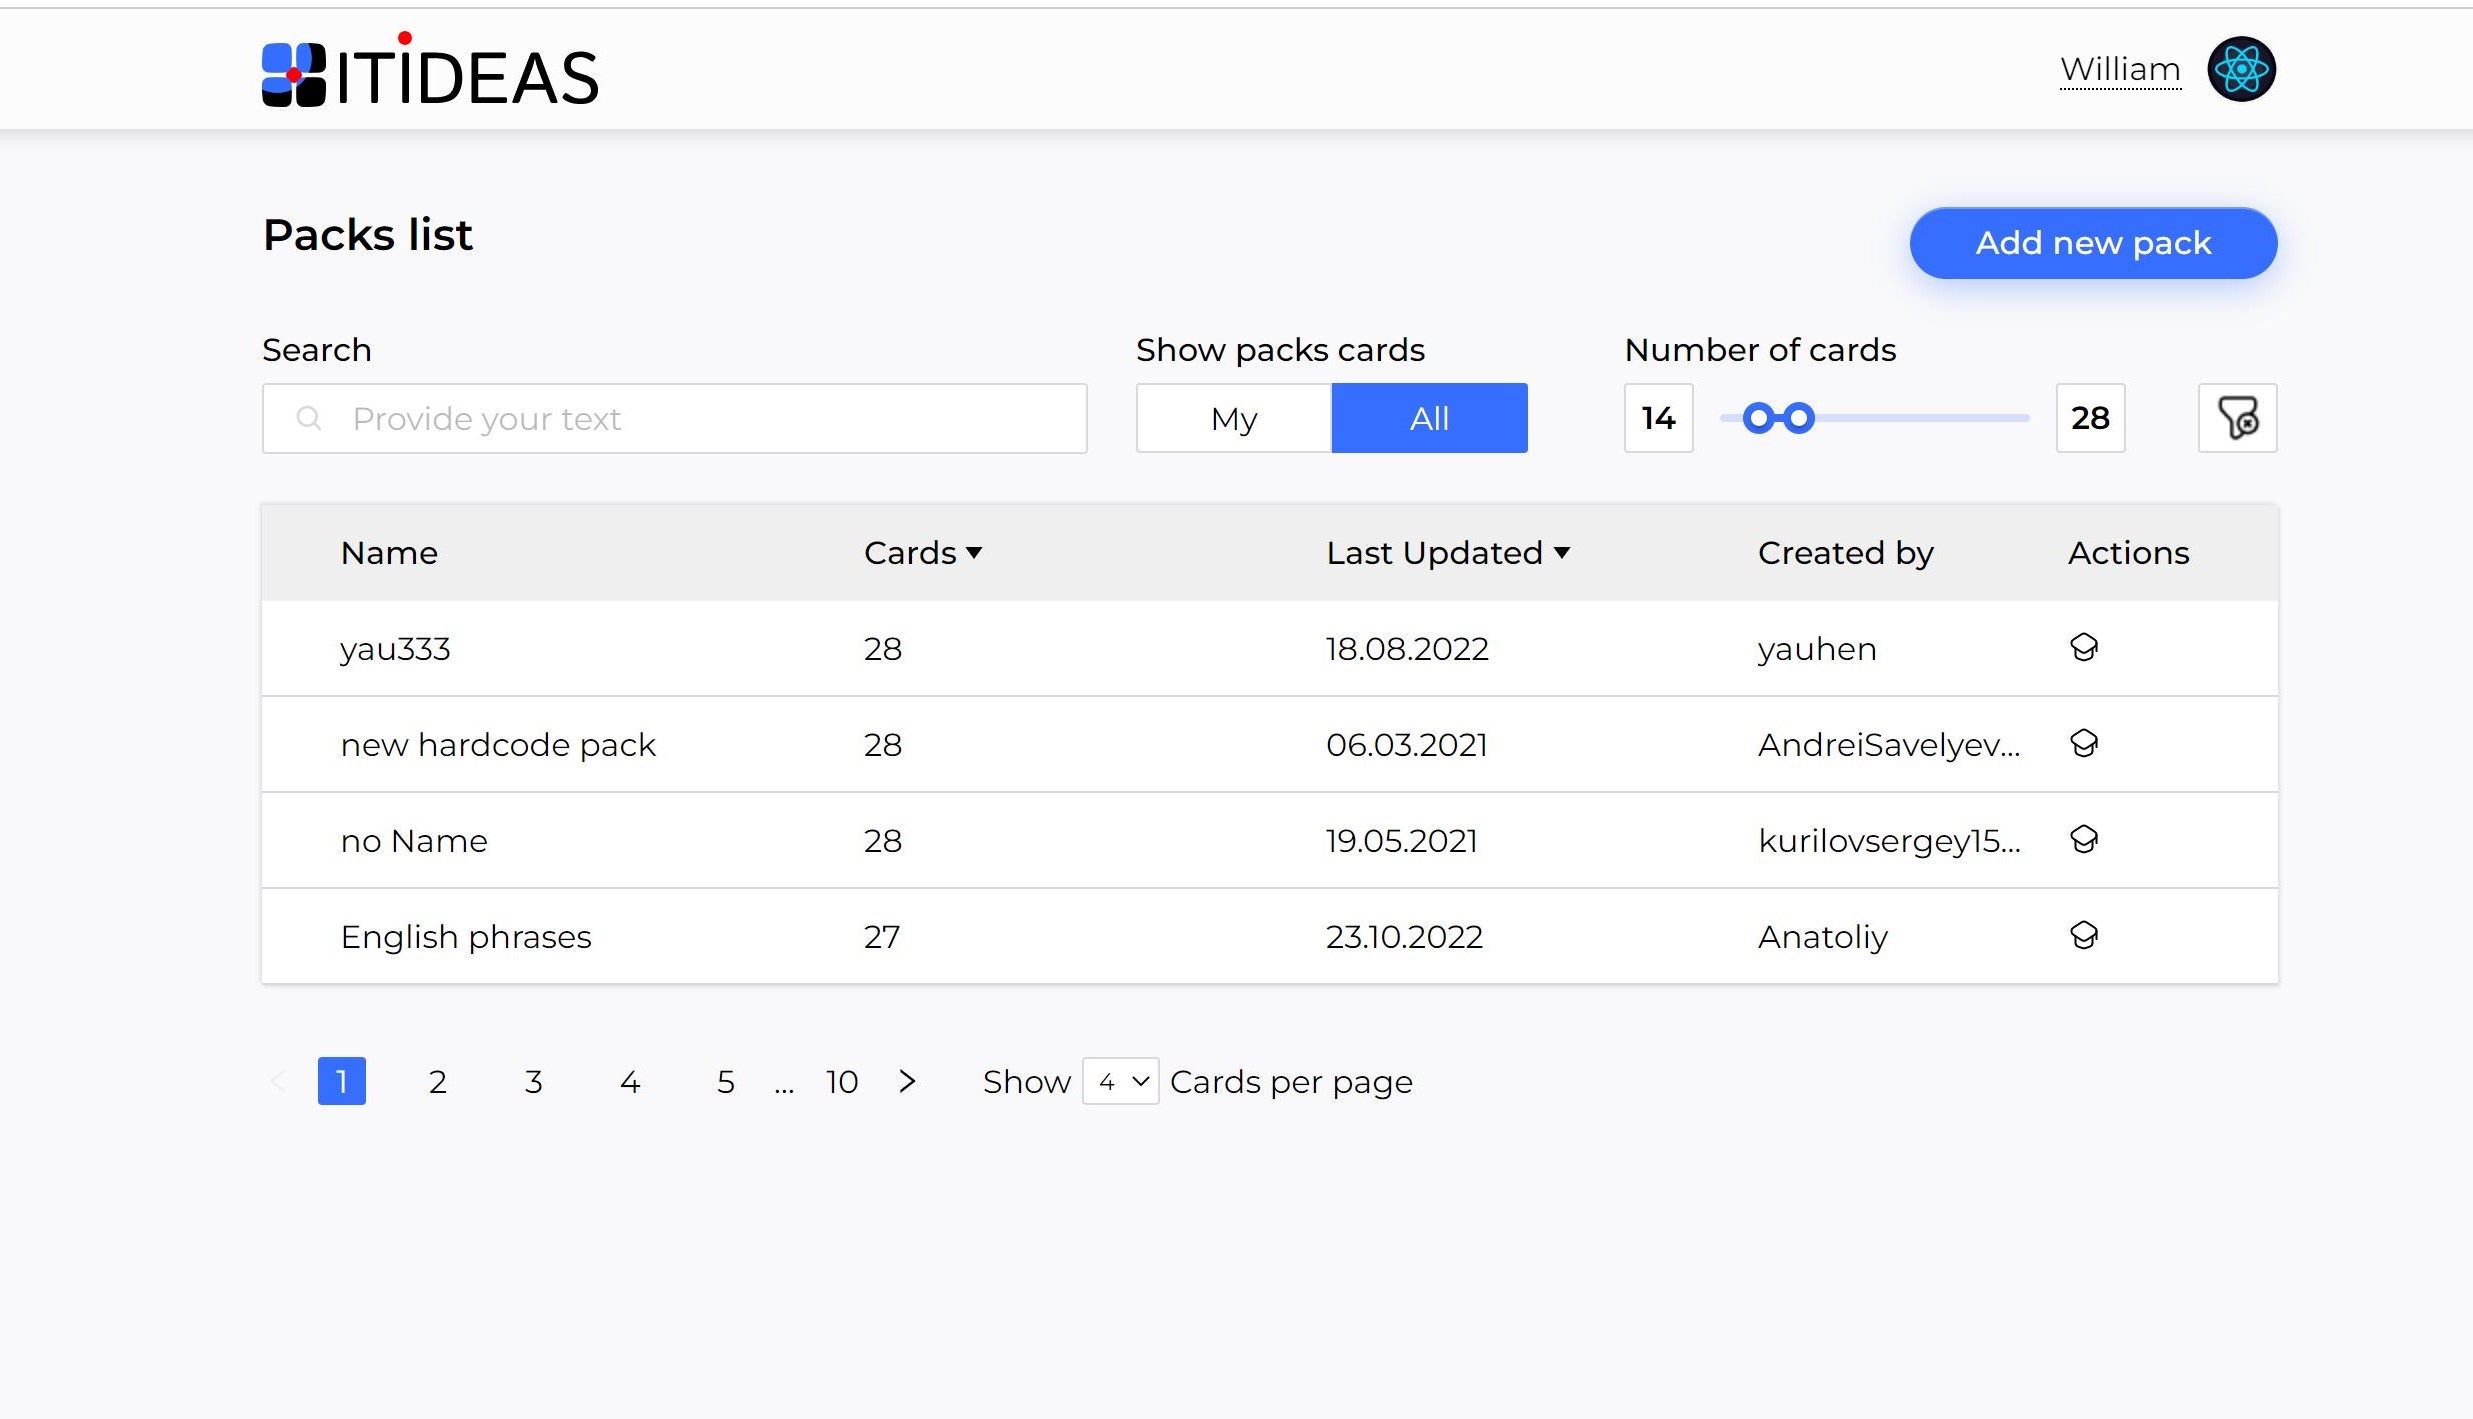 ITIDEAS
William
Packs list
Add new pack
Search
Show packs cards
Number of cards
Provide your text
My
All
14
28
Name Cards Last Updated Created by Actions
yau333 28 18.08.2022 yauhen
new hardcode pack 28 06.03.2021 AndreiSavelyev...
no Name 28 19.05.2021 kurilovsergey15...
English phrases 27 23.10.2022 Anatoliy
1 2 3 4 5 ... 10 Show 4 Cards per page